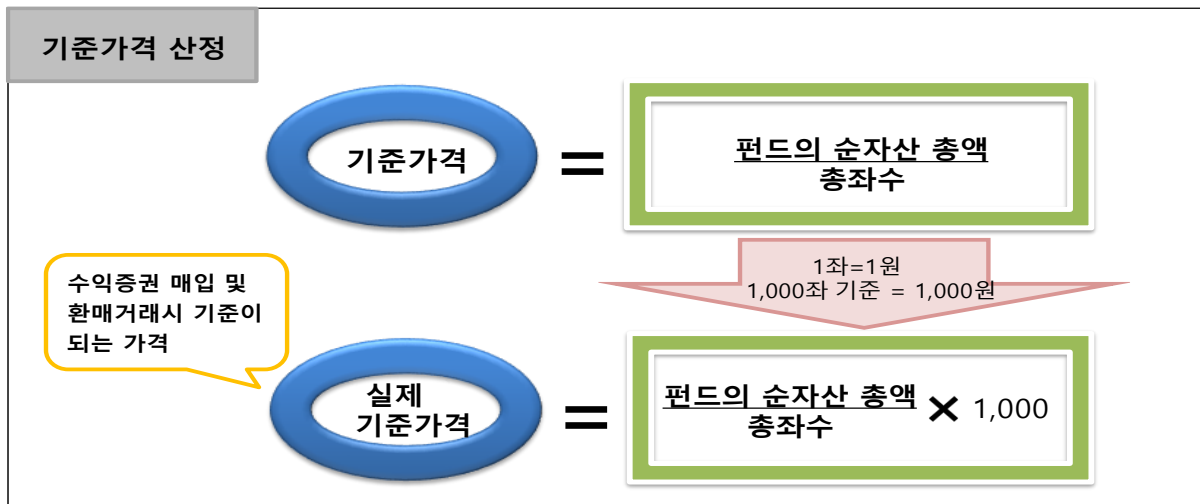 기준가격 산정
기준가격
=
펀드의 순자산 총액
총좌수
1좌=1원
1,000좌 기준 = 1,000원
수익증권 매입 및
환매거래시 기준이
되는 가격
실제
기준가격
=
펀드의 순자산 총액
총좌수
× 1,000